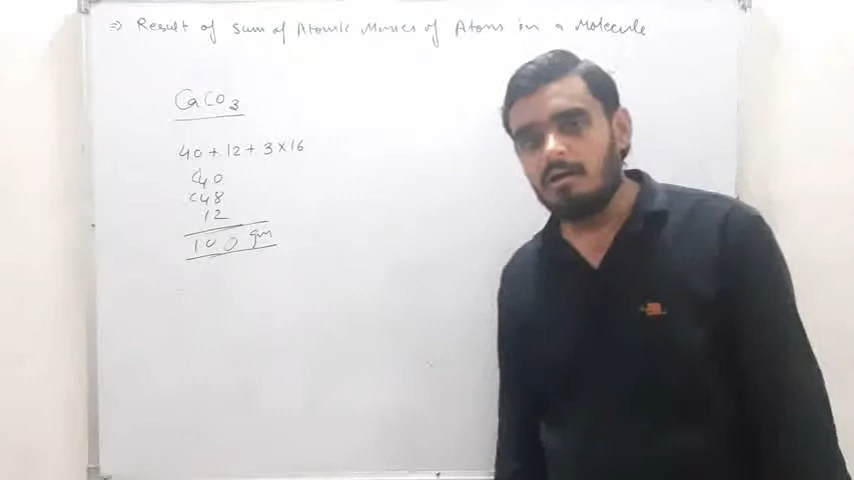 ⇒ Result of Sum of Atomic Masses of Atoms in a Molecule
CaCO3
40 + 12 + 3 × 16
40
48
12
100 gm